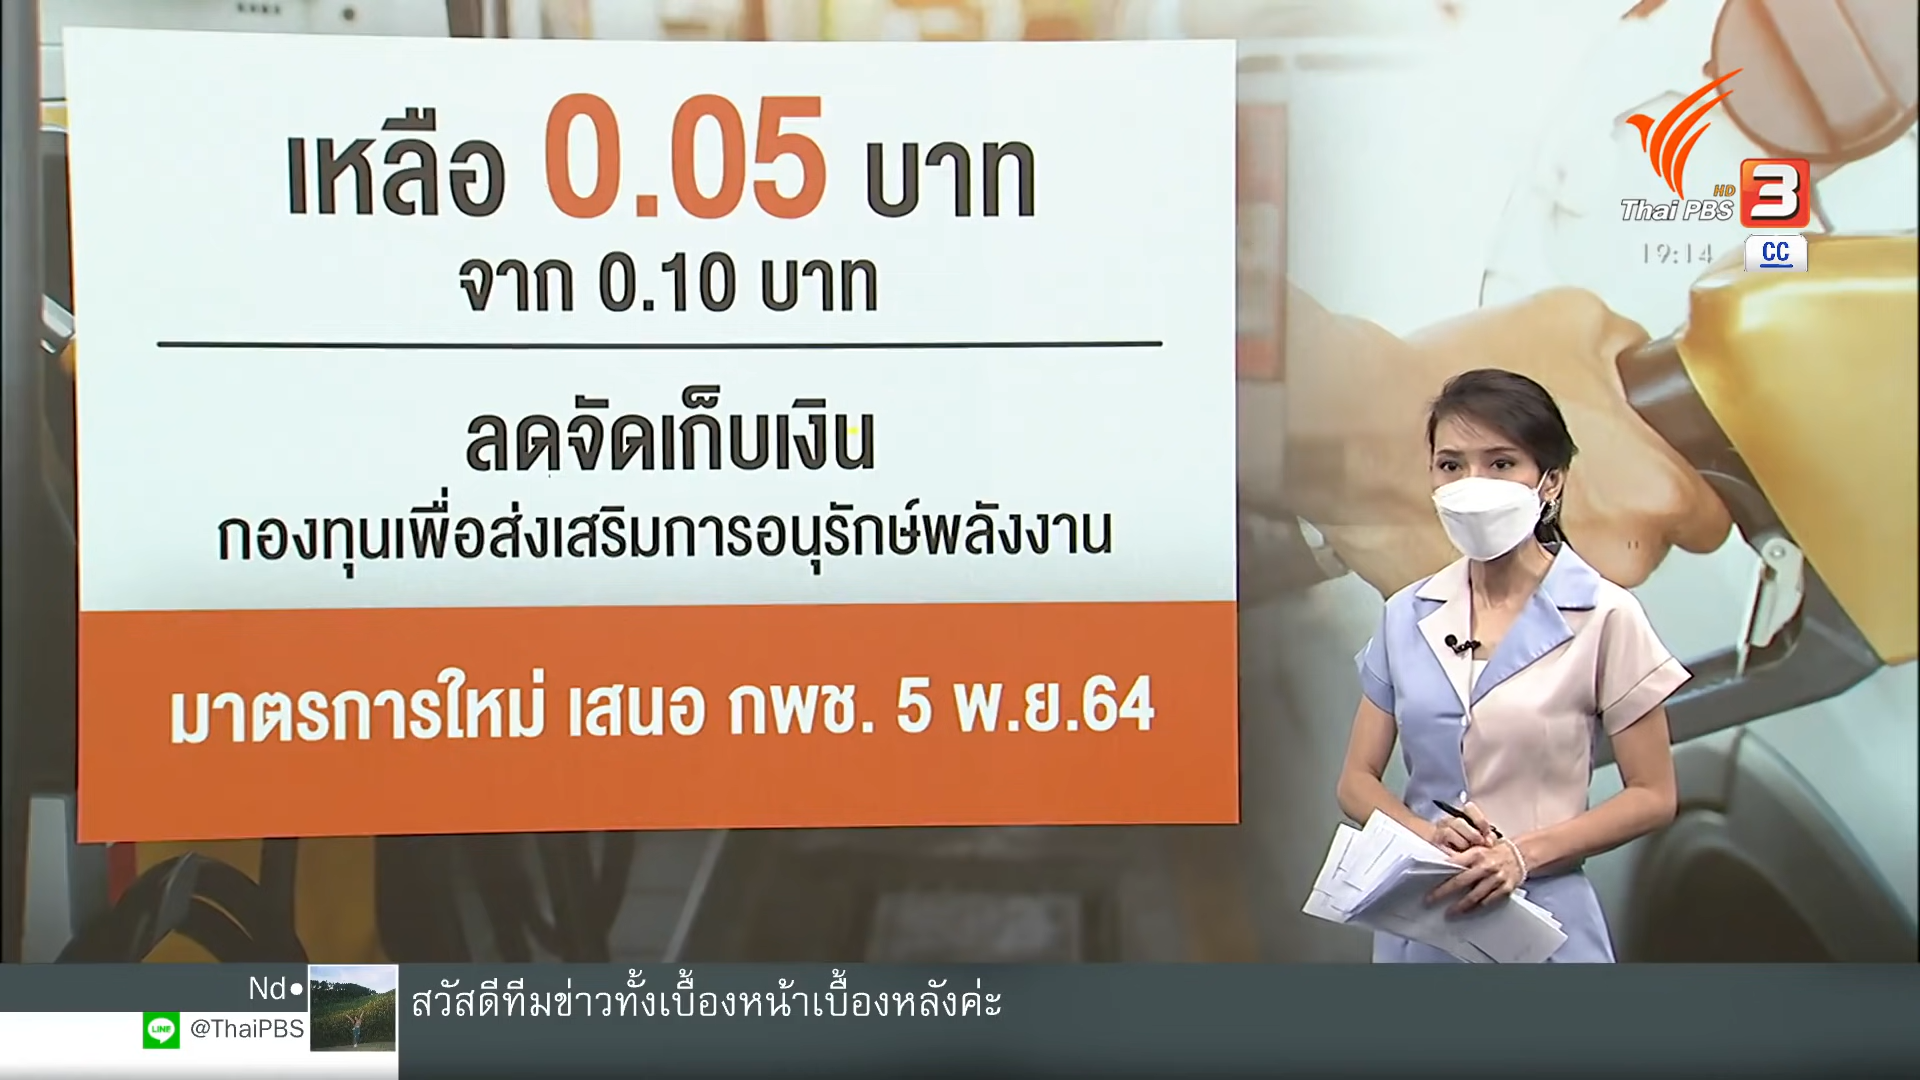 เหลือ 0.05 บาท
จาก 0.10 บาท
ลดจัดเก็บเงิน
กองทุนเพื่อส่งเสริมการอนุรักษ์พลังงาน
มาตรการใหม่ เสนอ กพช. 5 พ.ย.64
HD
Thai PBS 3
19:14
CC
Nd•
LINE @ThaiPBS
สวัสดีทีมข่าวทั้งเบื้องหน้าเบื้องหลังค่ะ